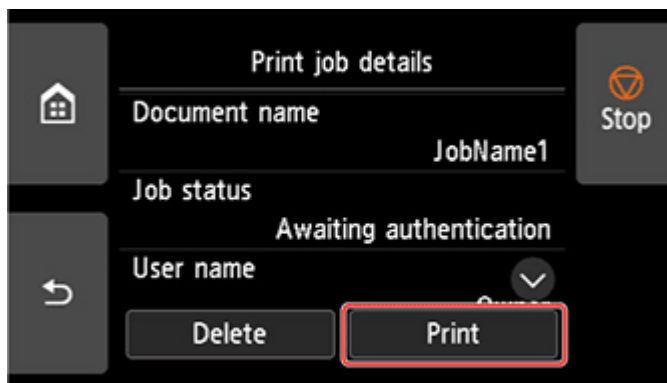 Print job details
Stop
Document name
JobName1
Job status
Awaiting authentication
User name
Delete
Print